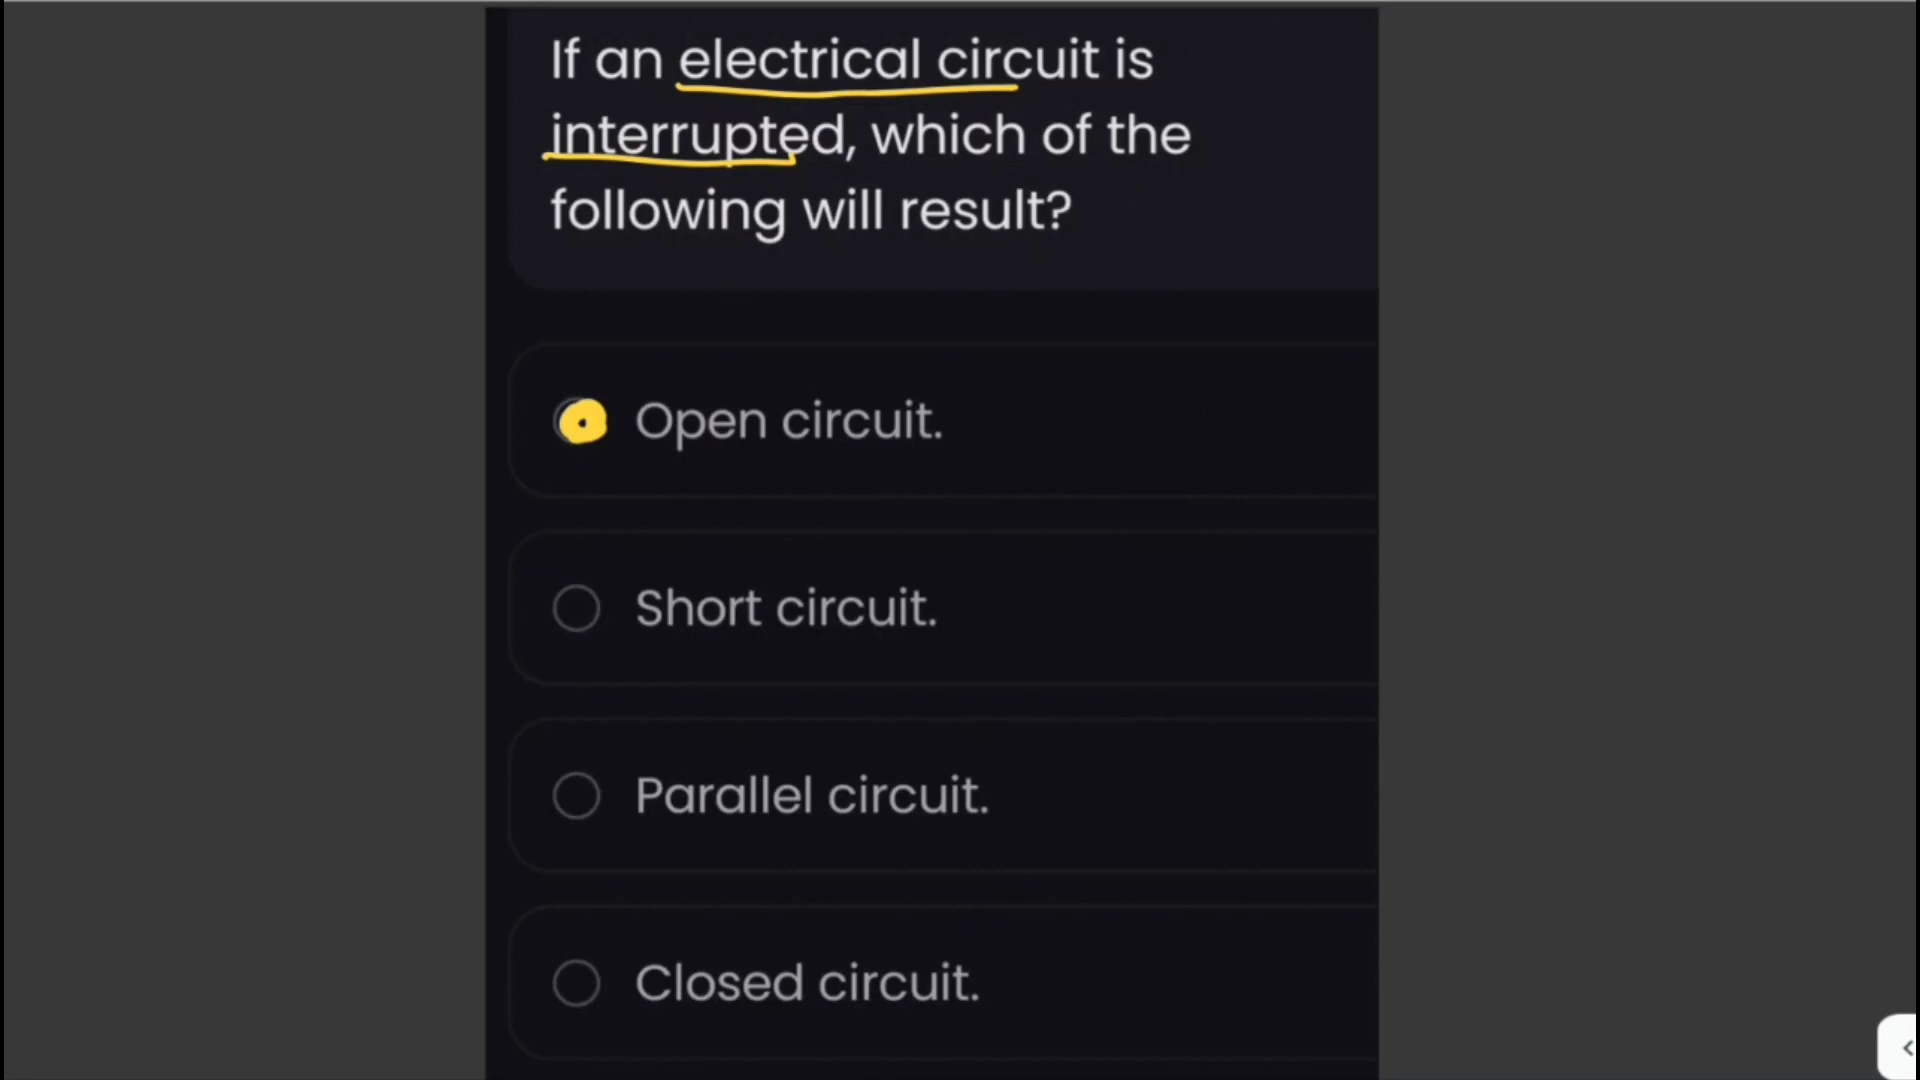 If an electrical circuit is
interrupted, which of the
following will result?
Open circuit.
Short circuit.
Parallel circuit.
Closed circuit.